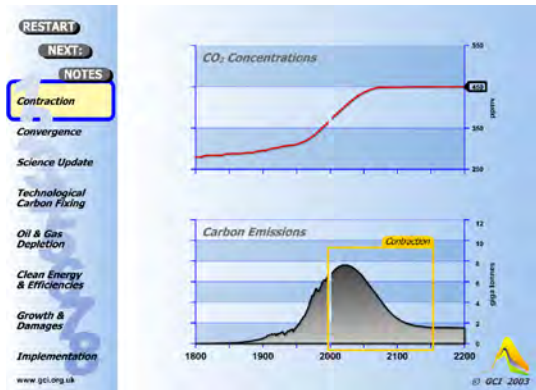 RESTART
NEXT:
NOTES
Contraction
Convergence
Science Update
Technological
Carbon Fixing
Oil & Gas
Depletion
Clean Energy
& Efficiencies
Growth &
Damages
Implementation
www.gci.org.uk
CO₂ Concentrations
550
450
350
250
ppmv
Carbon Emissions
Contraction
12
10
8
6
4
2
0
giga tonnes
1800
1900
2000
2100
2200
© GCI 2003